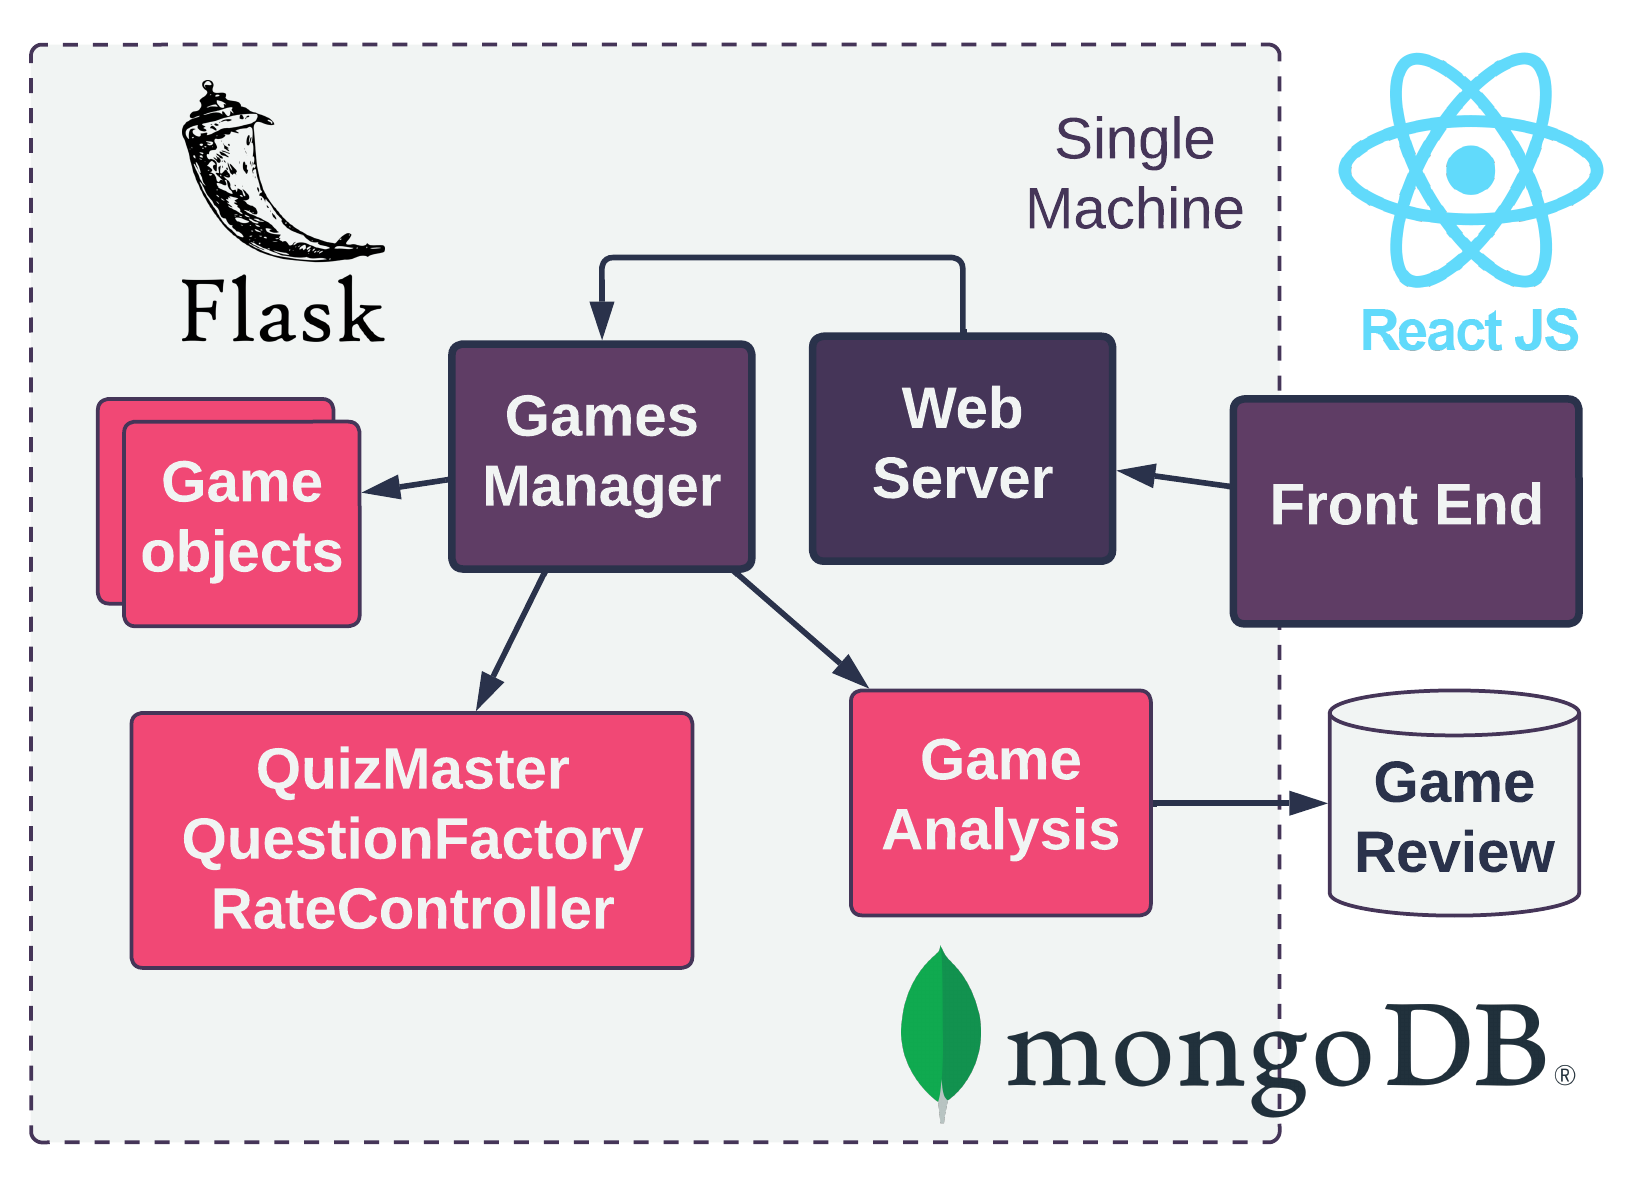 Single
Machine
Flask
React JS
Games
Manager
Web
Server
Front End
Game
objects
QuizMaster
QuestionFactory
RateController
Game
Analysis
Game
Review
mongoDB®